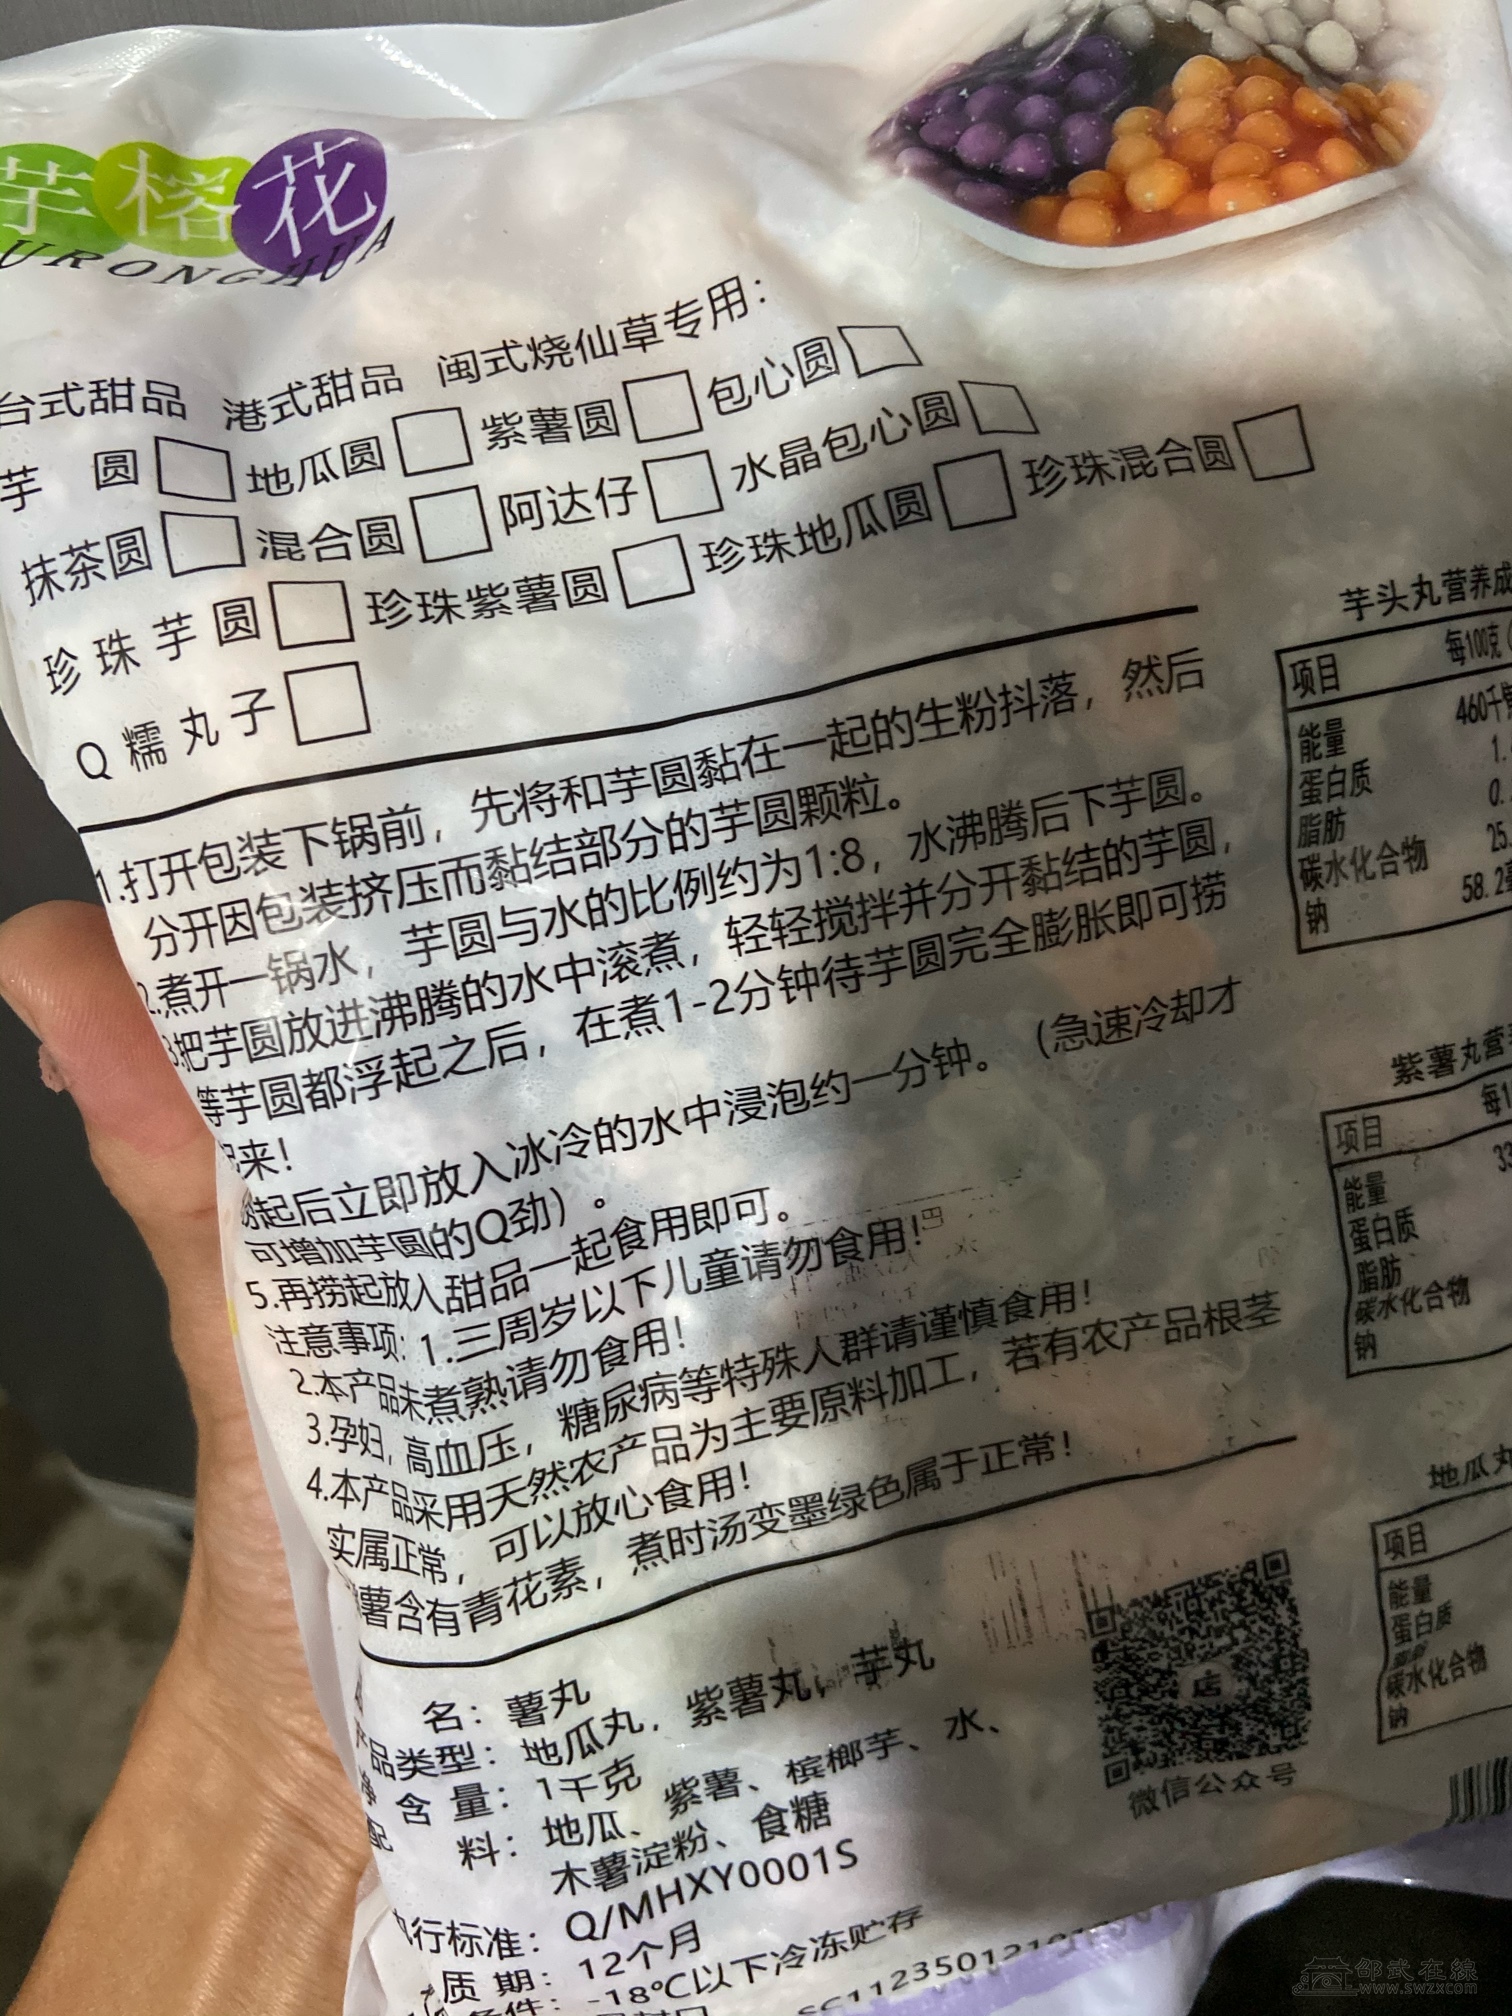 芋榕花
URONGHUA
台式甜品 港式甜品 闽式烧仙草专用：
芋 圆 地瓜圆 紫薯圆 包心圆
抹茶圆 混合圆 阿达仔 水晶包心圆
珍珠芋圆 珍珠紫薯圆 珍珠地瓜圆 珍珠混合圆
Q糯丸子
1.打开包装下锅前，先将和芋圆黏在一起的生粉抖落，然后
分开因包装挤压而黏结部分的芋圆颗粒。
2.煮开一锅水，芋圆与水的比例约为1:8，水沸腾后下芋圆。
3.把芋圆放进沸腾的水中滚煮，轻轻搅拌并分开黏结的芋圆，
等芋圆都浮起之后，在煮1-2分钟待芋圆完全膨胀即可捞
起来！
捞起后立即放入冰冷的水中浸泡约一分钟。（急速冷却才
可增加芋圆的Q劲）。
5.再捞起放入甜品一起食用即可。
注意事项：1.三周岁以下儿童请勿食用！
2.本产品未煮熟请勿食用！
3.孕妇，高血压，糖尿病等特殊人群请谨慎食用！
4.本产品采用天然农产品为主要原料加工，若有农产品根茎
实属正常，可以放心食用！
薯含有青花素，煮时汤变墨绿色属于正常！
名：薯丸
产品类型：地瓜丸，紫薯丸，芋丸
净含量：1千克
配料：地瓜、紫薯、槟榔芋、水、
木薯淀粉、食糖
执行标准：Q/MHXY0001S
质期：12个月
条件：-18℃以下冷冻贮存
微信公众号
芋头丸营养成
项目 每100克
能量 460千
蛋白质 1.
脂肪 0.
碳水化合物 25.
钠 58.2
紫薯丸营养
项目 每1
能量 33
蛋白质
脂肪
碳水化合物
钠
地瓜丸
项目
能量
蛋白质
脂肪
碳水化合物
钠
邵武在線
www.swzx.com